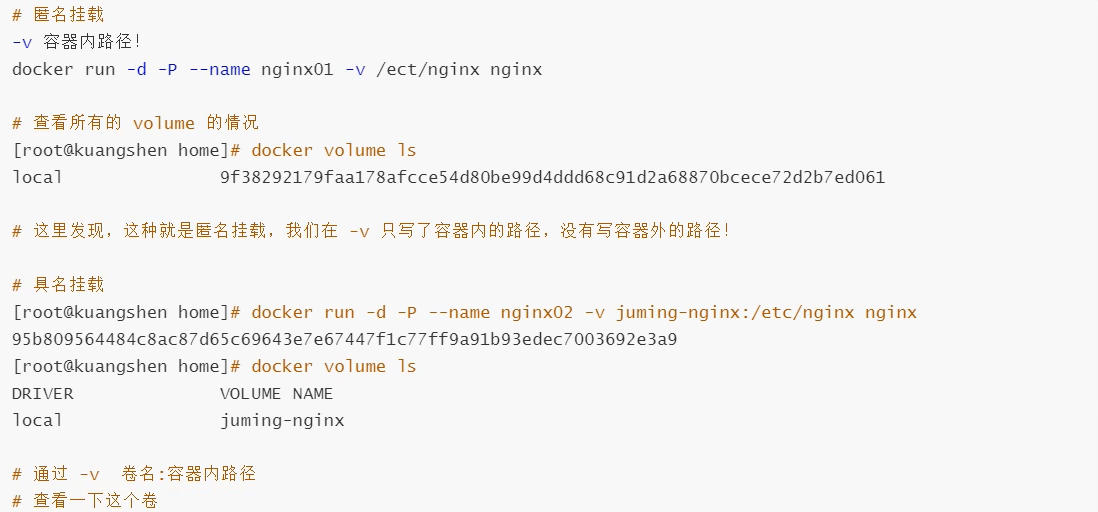 # 匿名挂载
-v 容器内路径!
docker run -d -P --name nginx01 -v /ect/nginx nginx
# 查看所有的 volume 的情况
[root@kuangshen home]# docker volume ls
local 9f38292179faa178afcce54d80be99d4ddd68c91d2a68870bcece72d2b7ed061
# 这里发现，这种就是匿名挂载，我们在 -v 只写了容器内的路径，没有写容器外的路径!
# 具名挂载
[root@kuangshen home]# docker run -d -P --name nginx02 -v juming-nginx:/etc/nginx nginx
95b809564484c8ac87d65c69643e7e67447f1c77ff9a91b93edec7003692e3a9
[root@kuangshen home]# docker volume ls
DRIVER VOLUME NAME
local juming-nginx
# 通过 -v 卷名:容器内路径
# 查看一下这个卷